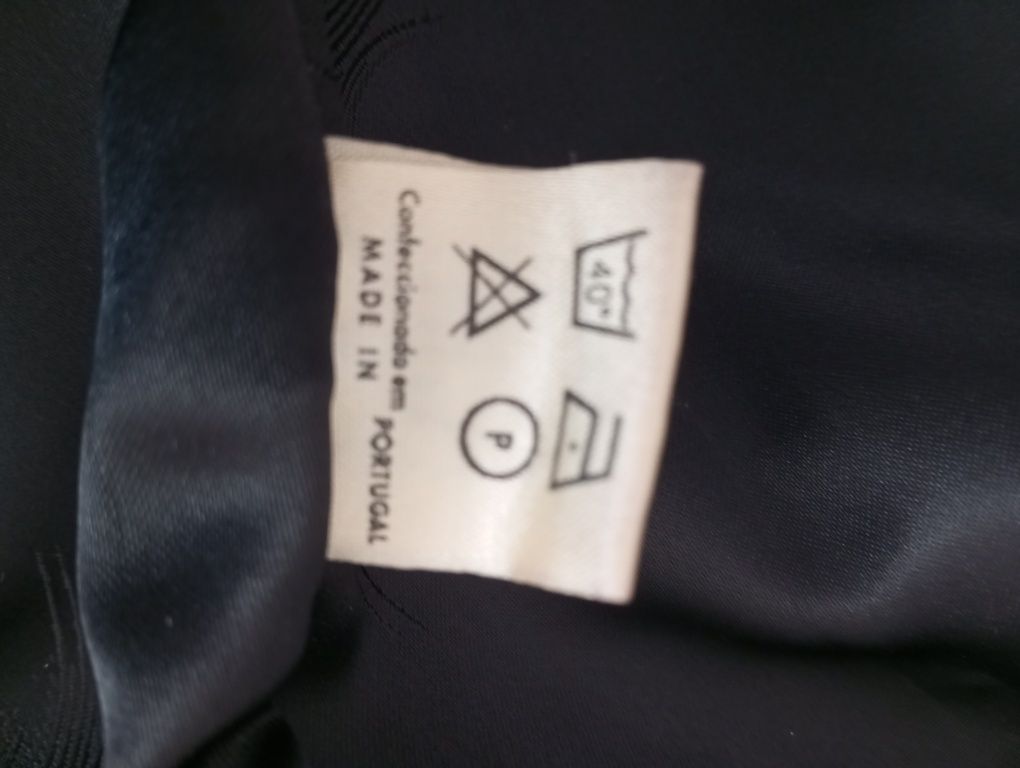 40°
P
Confeccionado em
MADE IN PORTUGAL